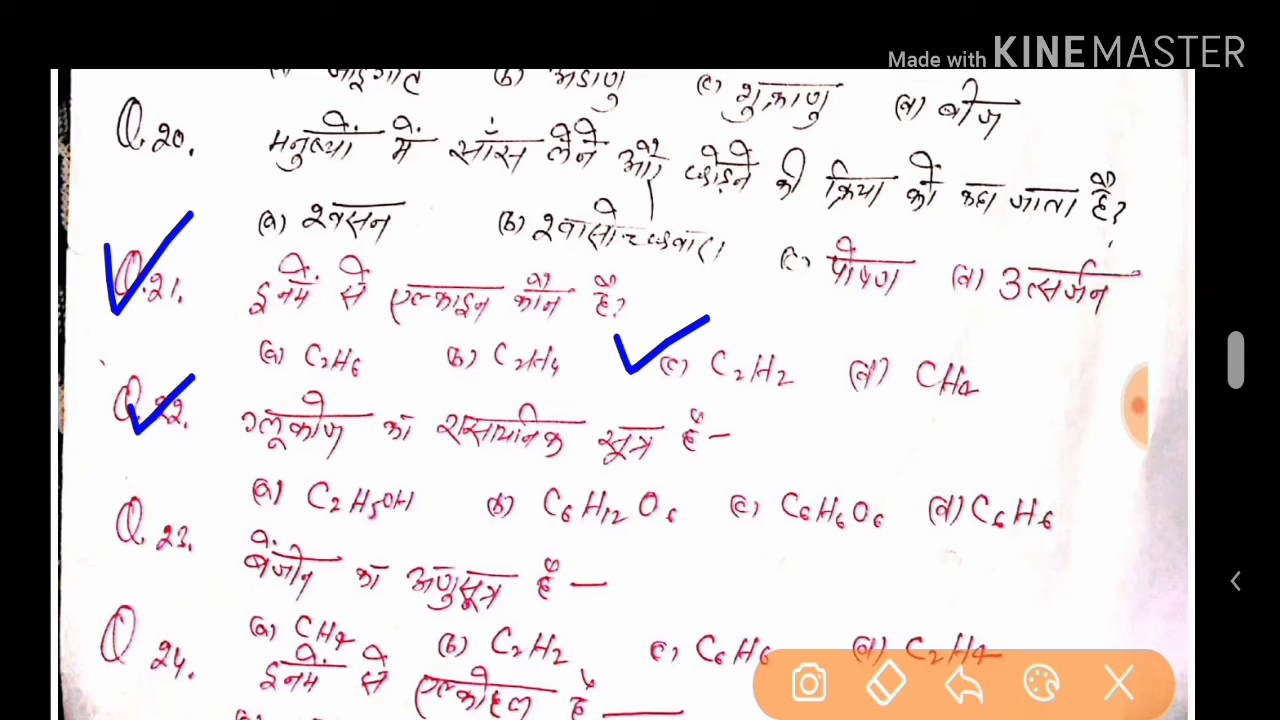 Made with KINEMASTER
(b) अंडाणु (c) शुक्राणु (d) बीज
Q.20. मनुष्यों में साँस लेने और छोड़ने की क्रिया को कहा जाता है?
(a) श्वसन (b) श्वासोच्छवास (c) पोषण (d) उत्सर्जन
Q.21. इनमें से एल्काइन कौन है?
(a) C₂H₆ (b) C₂H₄ (c) C₂H₂ (d) CH₄
Q.22. ग्लूकोज का रासायनिक सूत्र है –
(a) C₂H₅OH (b) C₆H₁₂O₆ (c) C₆H₆O₆ (d) C₆H₆
Q.23. बेंजीन का अणुसूत्र है —
(a) CH₄ (b) C₂H₂ (c) C₆H₆ (d) C₂H₄
Q 24. इनमें से एल्कोहल है —